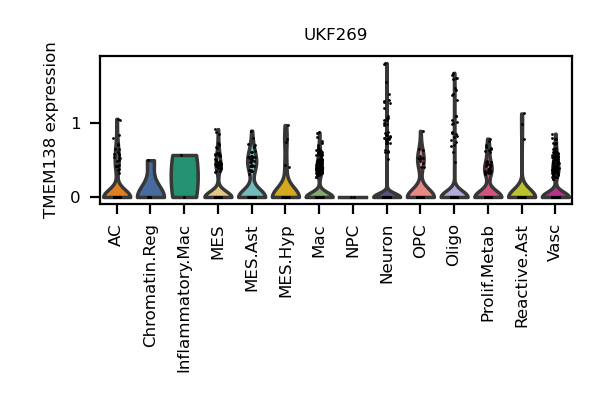 UKF269
TMEM138 expression
1
0
AC
Chromatin.Reg
Inflammatory.Mac
MES
MES.Ast
MES.Hyp
Mac
NPC
Neuron
OPC
Oligo
Prolif.Metab
Reactive.Ast
Vasc